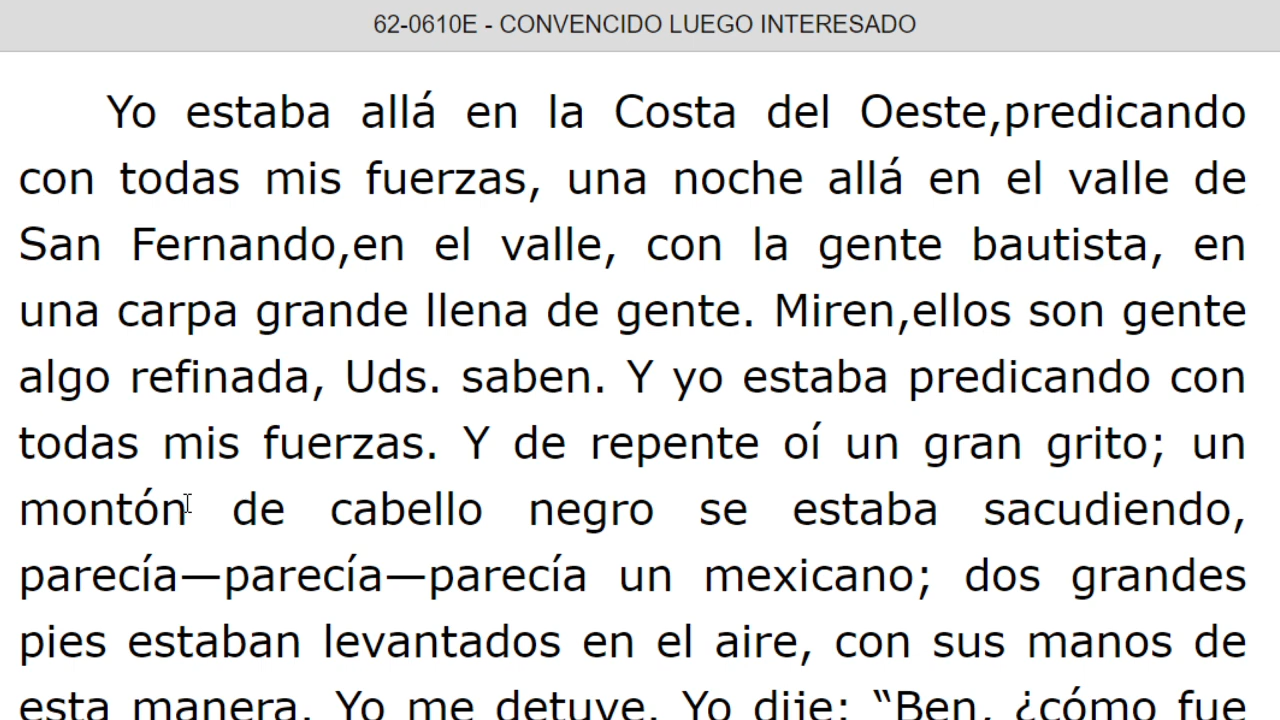 62-0610E - CONVENCIDO LUEGO INTERESADO
Yo estaba allá en la Costa del Oeste,predicando
con todas mis fuerzas, una noche allá en el valle de
San Fernando,en el valle, con la gente bautista, en
una carpa grande llena de gente. Miren,ellos son gente
algo refinada, Uds. saben. Y yo estaba predicando con
todas mis fuerzas. Y de repente oí un gran grito; un
montón de cabello negro se estaba sacudiendo,
parecía—parecía—parecía un mexicano; dos grandes
pies estaban levantados en el aire, con sus manos de
esta manera. Yo me detuve. Yo dije: “Ben, ¿cómo fue